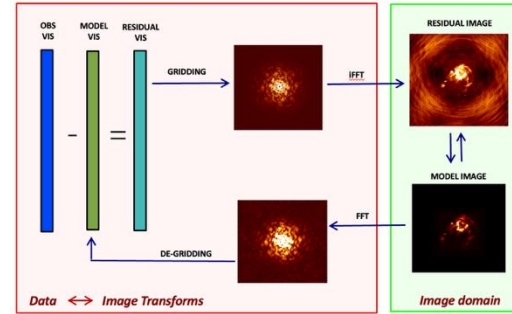 OBS
VIS
MODEL
VIS
RESIDUAL
VIS
GRIDDING
iFFT
RESIDUAL IMAGE
-
=
MODEL IMAGE
FFT
DE-GRIDDING
Data ↔ Image Transforms
Image domain